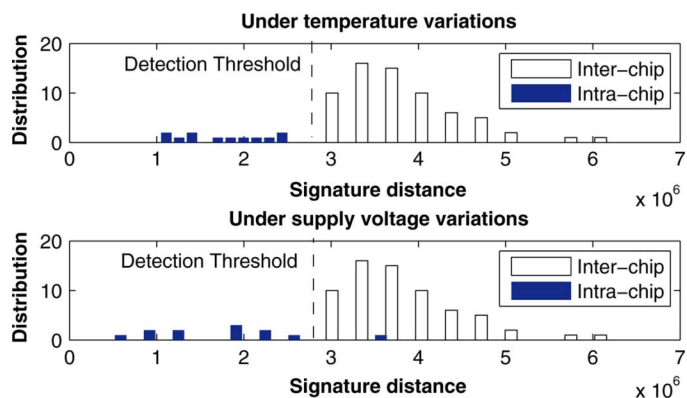 Under temperature variations
20
10
0
Distribution
Detection Threshold
Inter-chip
Intra-chip
0 1 2 3 4 5 6 7
Signature distance
x 10^6
Under supply voltage variations
20
10
0
Distribution
Detection Threshold
Inter-chip
Intra-chip
0 1 2 3 4 5 6 7
Signature distance
x 10^6